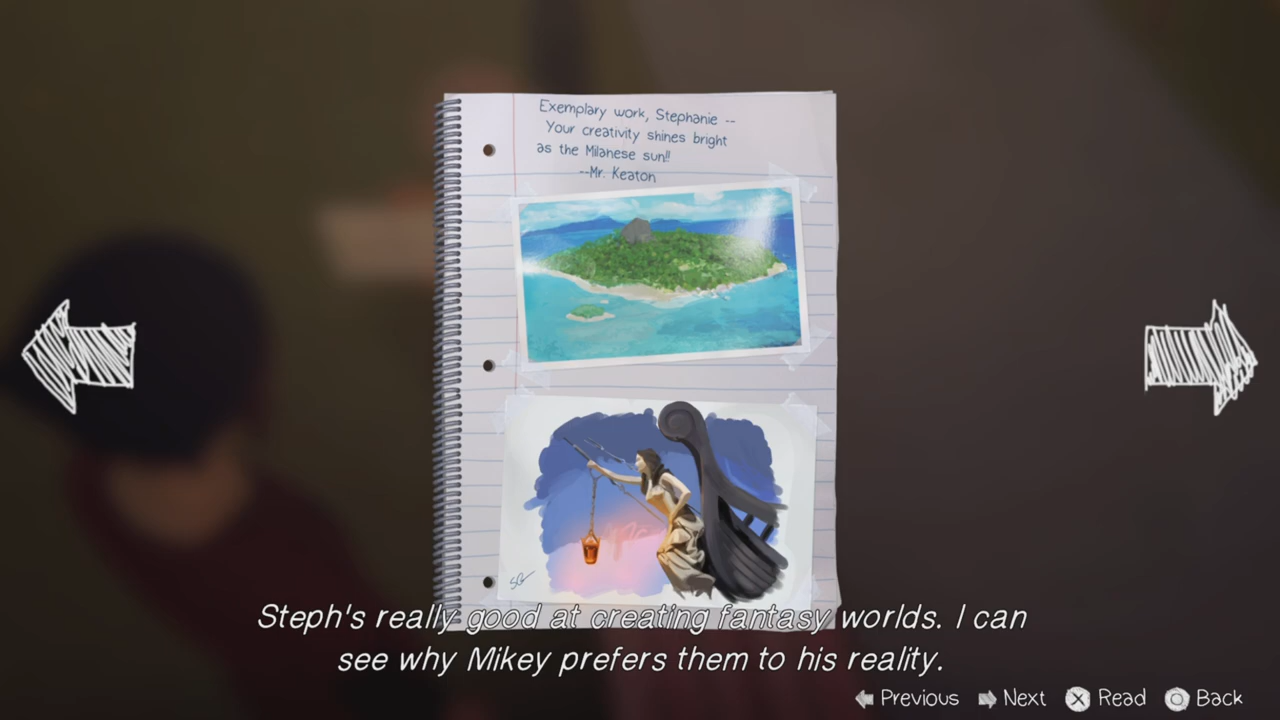 Exemplary work, Stephanie --
Your creativity shines bright
as the Milanese sun!!
--Mr. Keaton
SG
Steph's really good at creating fantasy worlds. I can
see why Mikey prefers them to his reality.
Previous Next Read Back